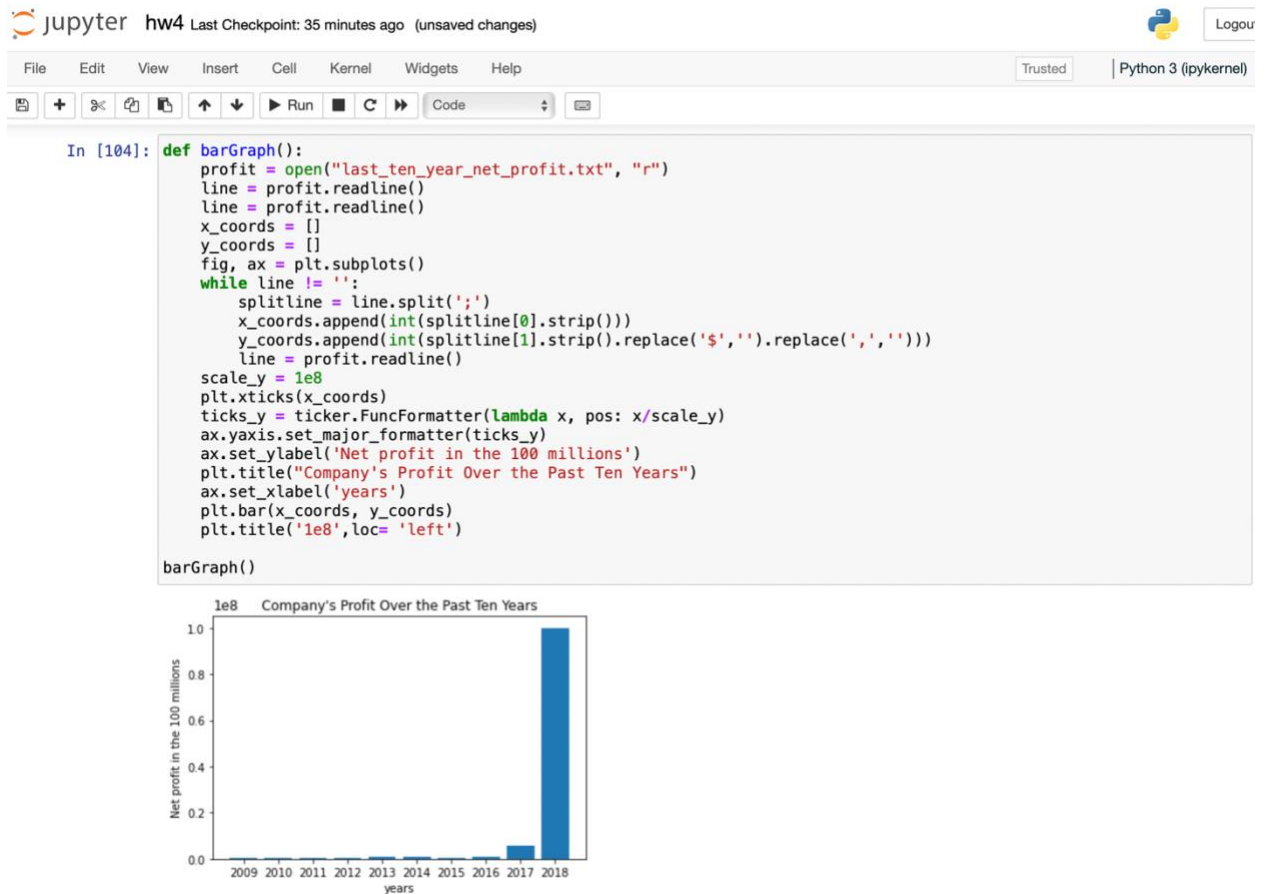 jupyter hw4 Last Checkpoint: 35 minutes ago (unsaved changes)
File Edit View Insert Cell Kernel Widgets Help Trusted Python 3 (ipykernel)
Run Code
In [104]: def barGraph():
    profit = open("last_ten_year_net_profit.txt", "r")
    line = profit.readline()
    line = profit.readline()
    x_coords = []
    y_coords = []
    fig, ax = plt.subplots()
    while line != '':
        splitline = line.split(';')
        x_coords.append(int(splitline[0].strip()))
        y_coords.append(int(splitline[1].strip().replace('$','').replace(',','')))
        line = profit.readline()
    scale_y = 1e8
    plt.xticks(x_coords)
    ticks_y = ticker.FuncFormatter(lambda x, pos: x/scale_y)
    ax.yaxis.set_major_formatter(ticks_y)
    ax.set_ylabel('Net profit in the 100 millions')
    plt.title("Company's Profit Over the Past Ten Years")
    ax.set_xlabel('years')
    plt.bar(x_coords, y_coords)
    plt.title('1e8',loc= 'left')
barGraph()
1e8 Company's Profit Over the Past Ten Years
Net profit in the 100 millions
1.0
0.8
0.6
0.4
0.2
0.0
2009 2010 2011 2012 2013 2014 2015 2016 2017 2018
years